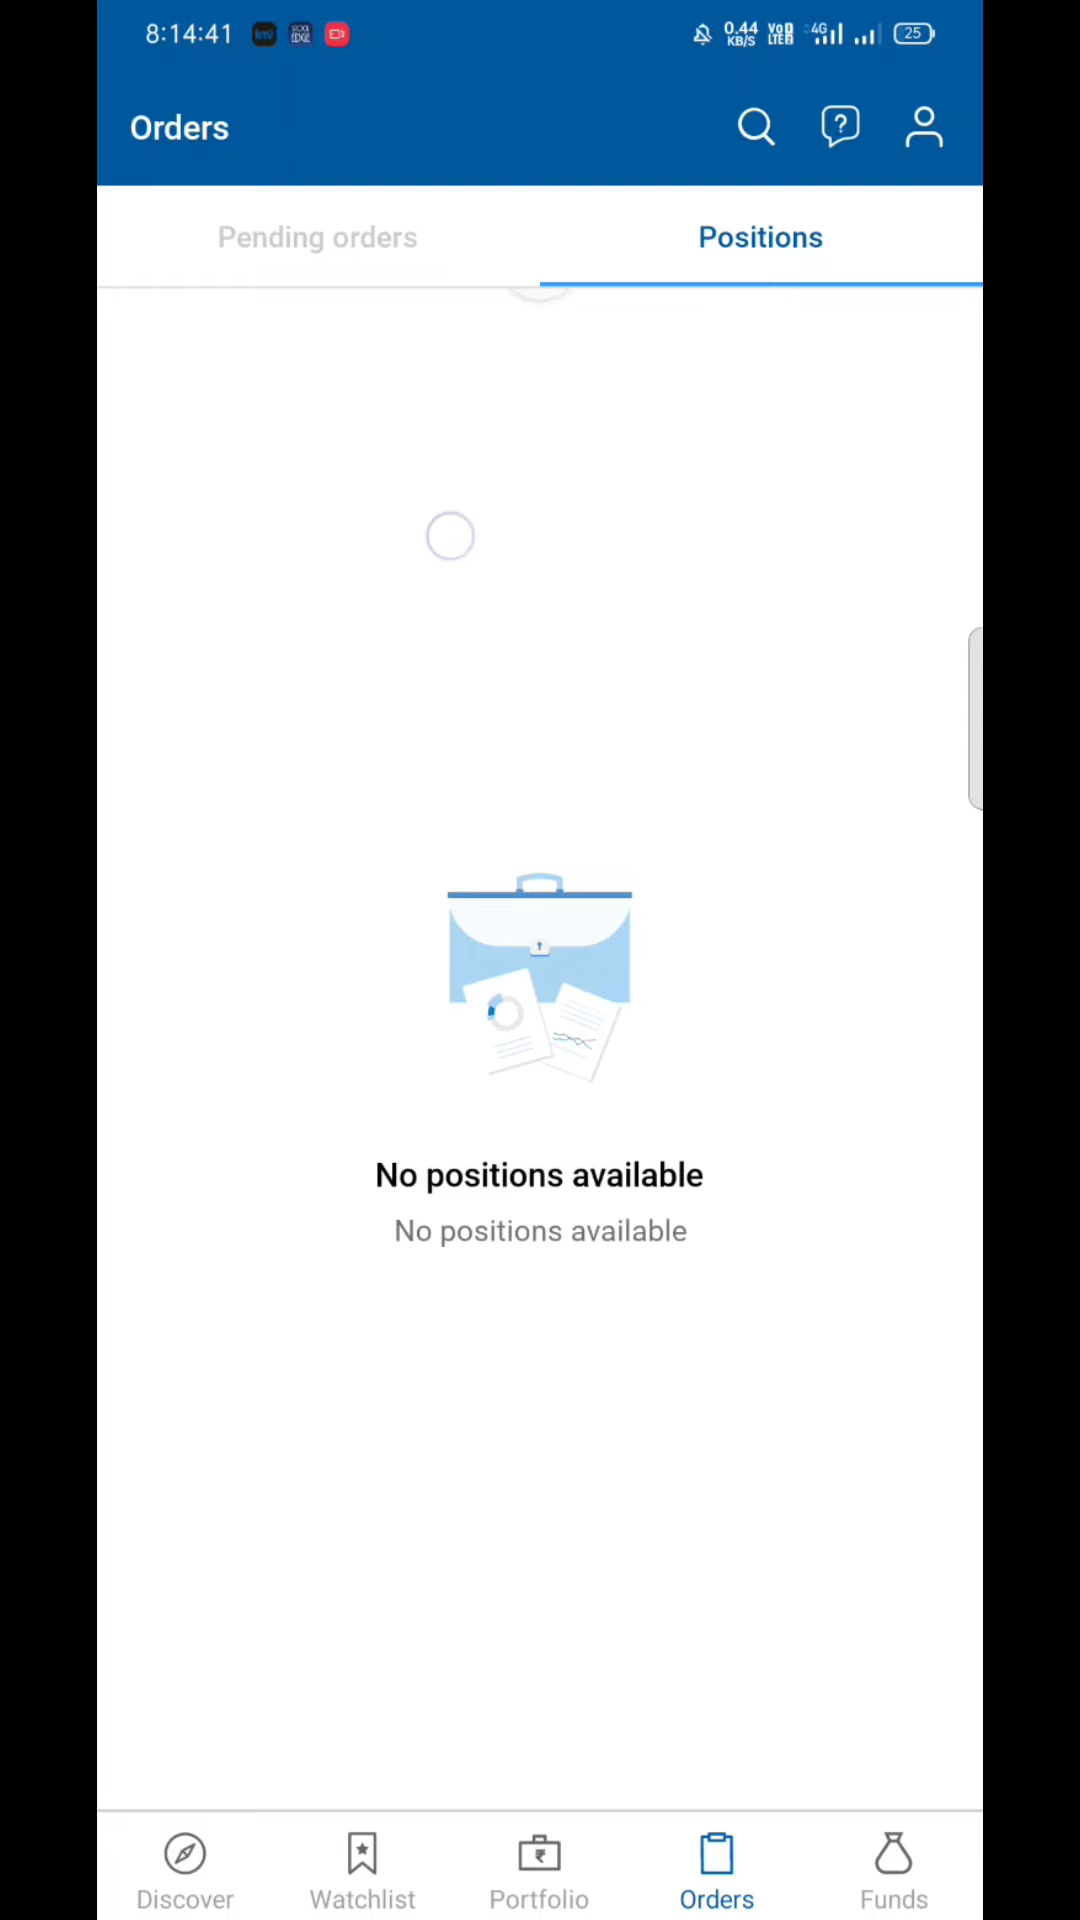 8:14:41
0.44
KB/S
4G
25
Orders
Pending orders
Positions
No positions available
No positions available
Discover
Watchlist
Portfolio
Orders
Funds